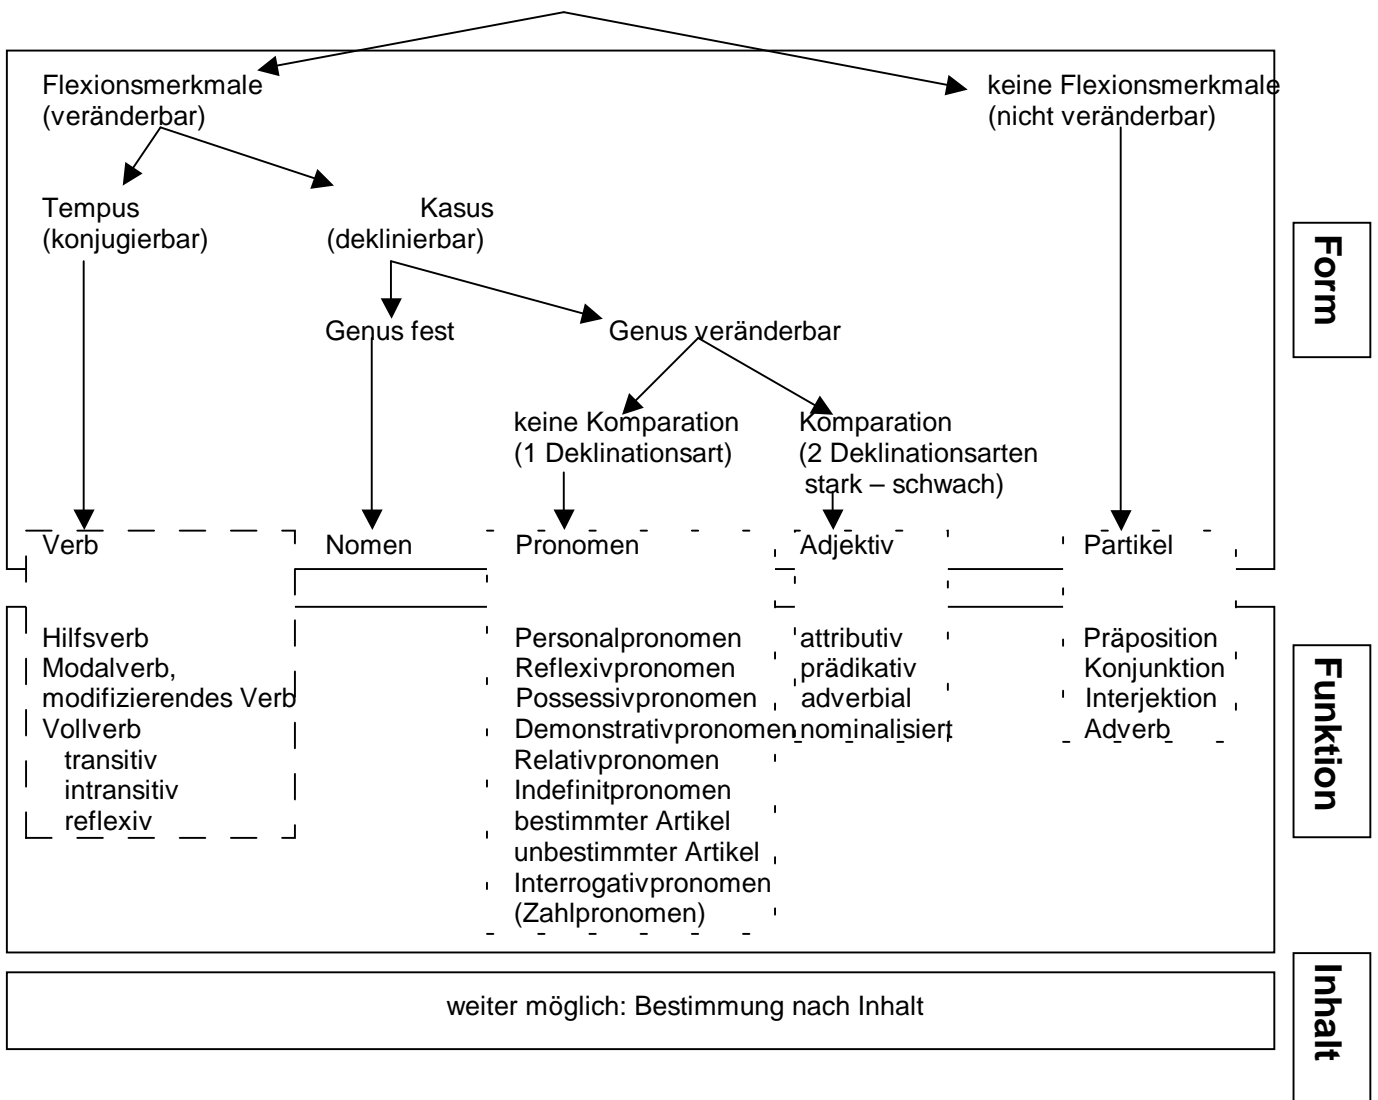 Flexionsmerkmale
(veränderbar)
keine Flexionsmerkmale
(nicht veränderbar)
Tempus
(konjugierbar)
Kasus
(deklinierbar)
Genus fest
Genus veränderbar
keine Komparation
(1 Deklinationsart)
Komparation
(2 Deklinationsarten
stark – schwach)
Form
Verb
Nomen
Pronomen
Adjektiv
Partikel
Hilfsverb
Modalverb,
modifizierendes Verb
Vollverb
transitiv
intransitiv
reflexiv
Personalpronomen
Reflexivpronomen
Possessivpronomen
Demonstrativpronomen
Relativpronomen
Indefinitpronomen
bestimmter Artikel
unbestimmter Artikel
Interrogativpronomen
(Zahlpronomen)
attributiv
prädikativ
adverbial
nominalisiert
Präposition
Konjunktion
Interjektion
Adverb
Funktion
weiter möglich: Bestimmung nach Inhalt
Inhalt